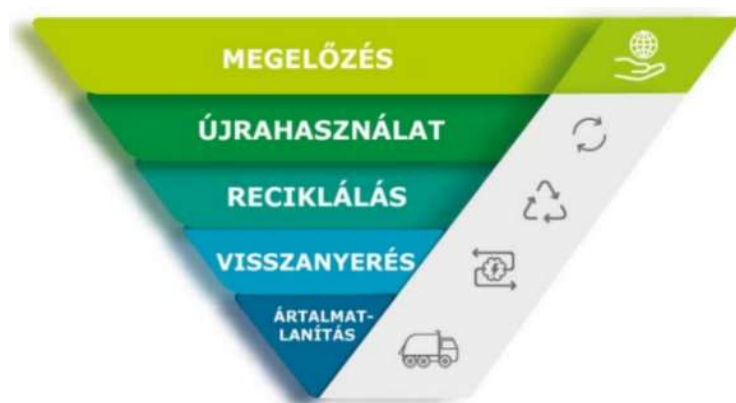 MEGELŐZÉS
ÚJRAHASZNÁLAT
RECIKLÁLÁS
VISSZANYERÉS
ÁRTALMAT-
LANÍTÁS